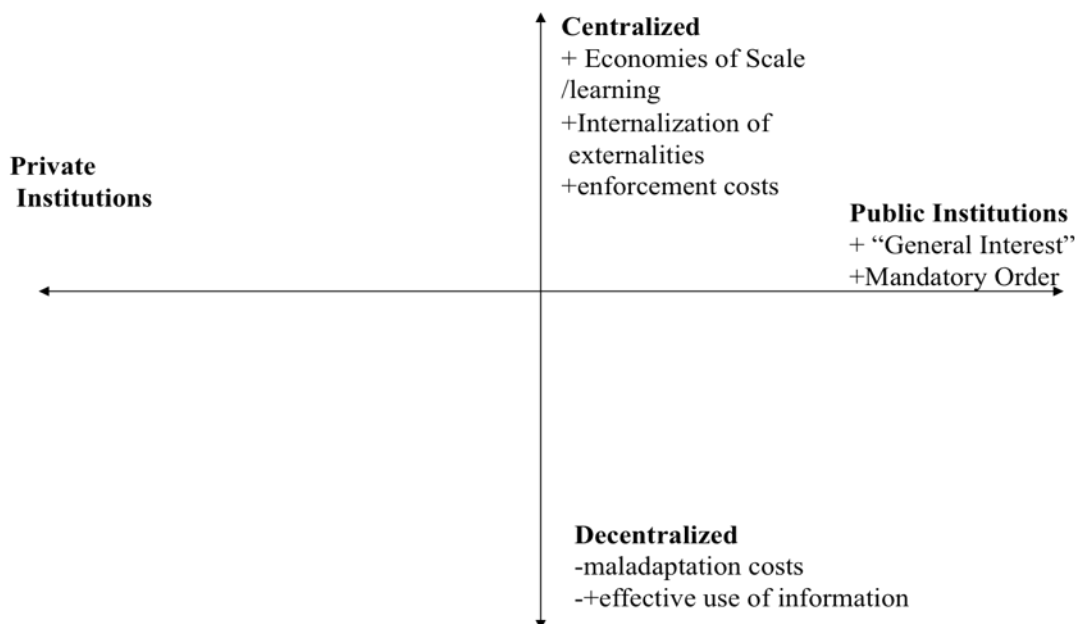 Centralized
+ Economies of Scale
/learning
+Internalization of
externalities
+enforcement costs
Private
Institutions
Public Institutions
+ “General Interest”
+Mandatory Order
Decentralized
-maladaptation costs
-+effective use of information